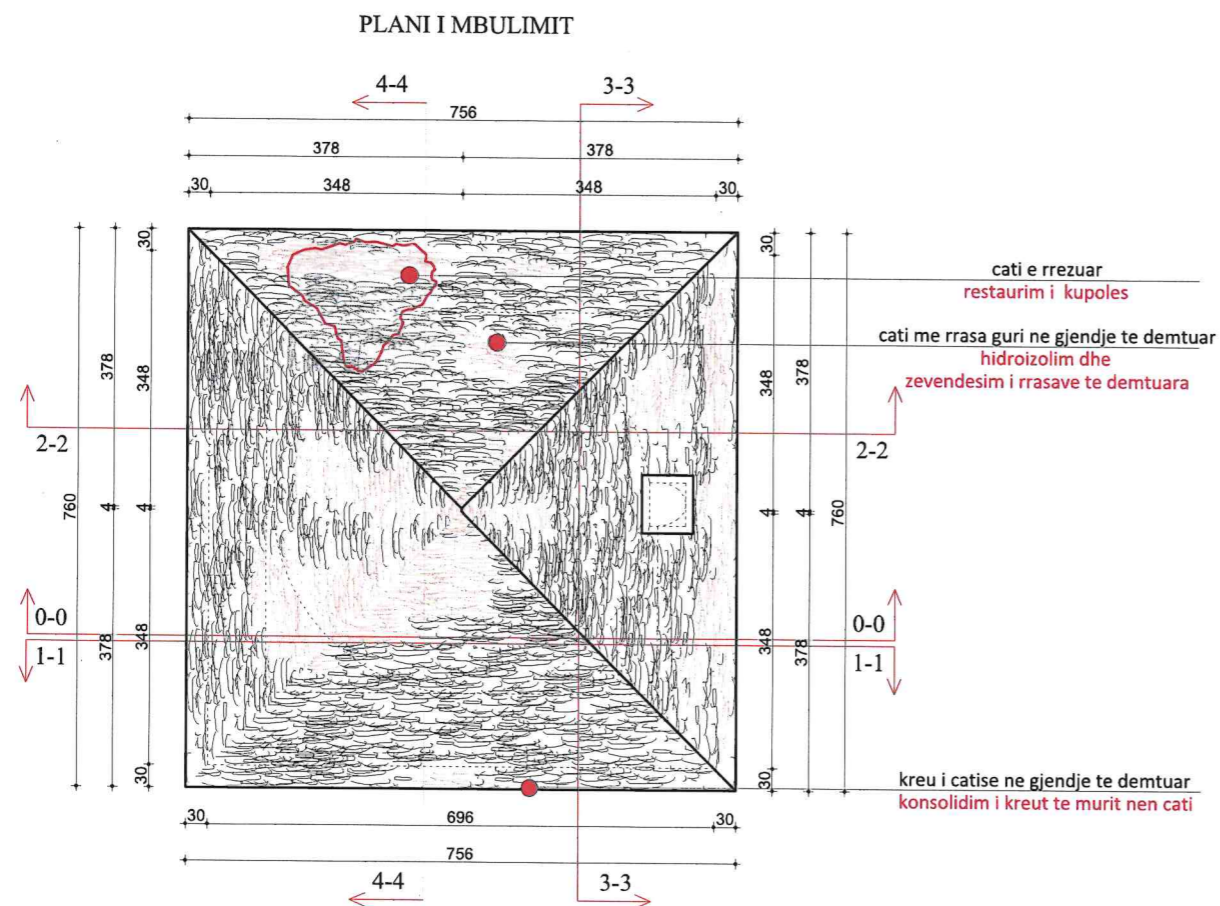 PLANI I MBULIMIT
4-4 3-3
756
378 378
30 348 348 30
30 30
cati e rrezuar
restaurim i kupoles
cati me rrasa guri ne gjendje te demtuar
hidroizolim dhe
zevendesim i rrasave te demtuara
378 348 348 378
2-2 2-2
760 4 4 4 4 760
0-0 0-0
1-1 1-1
378 348 348 378
30 30
kreu i catise ne gjendje te demtuar
konsolidim i kreut te murit nen cati
30 696 30
756
4-4 3-3